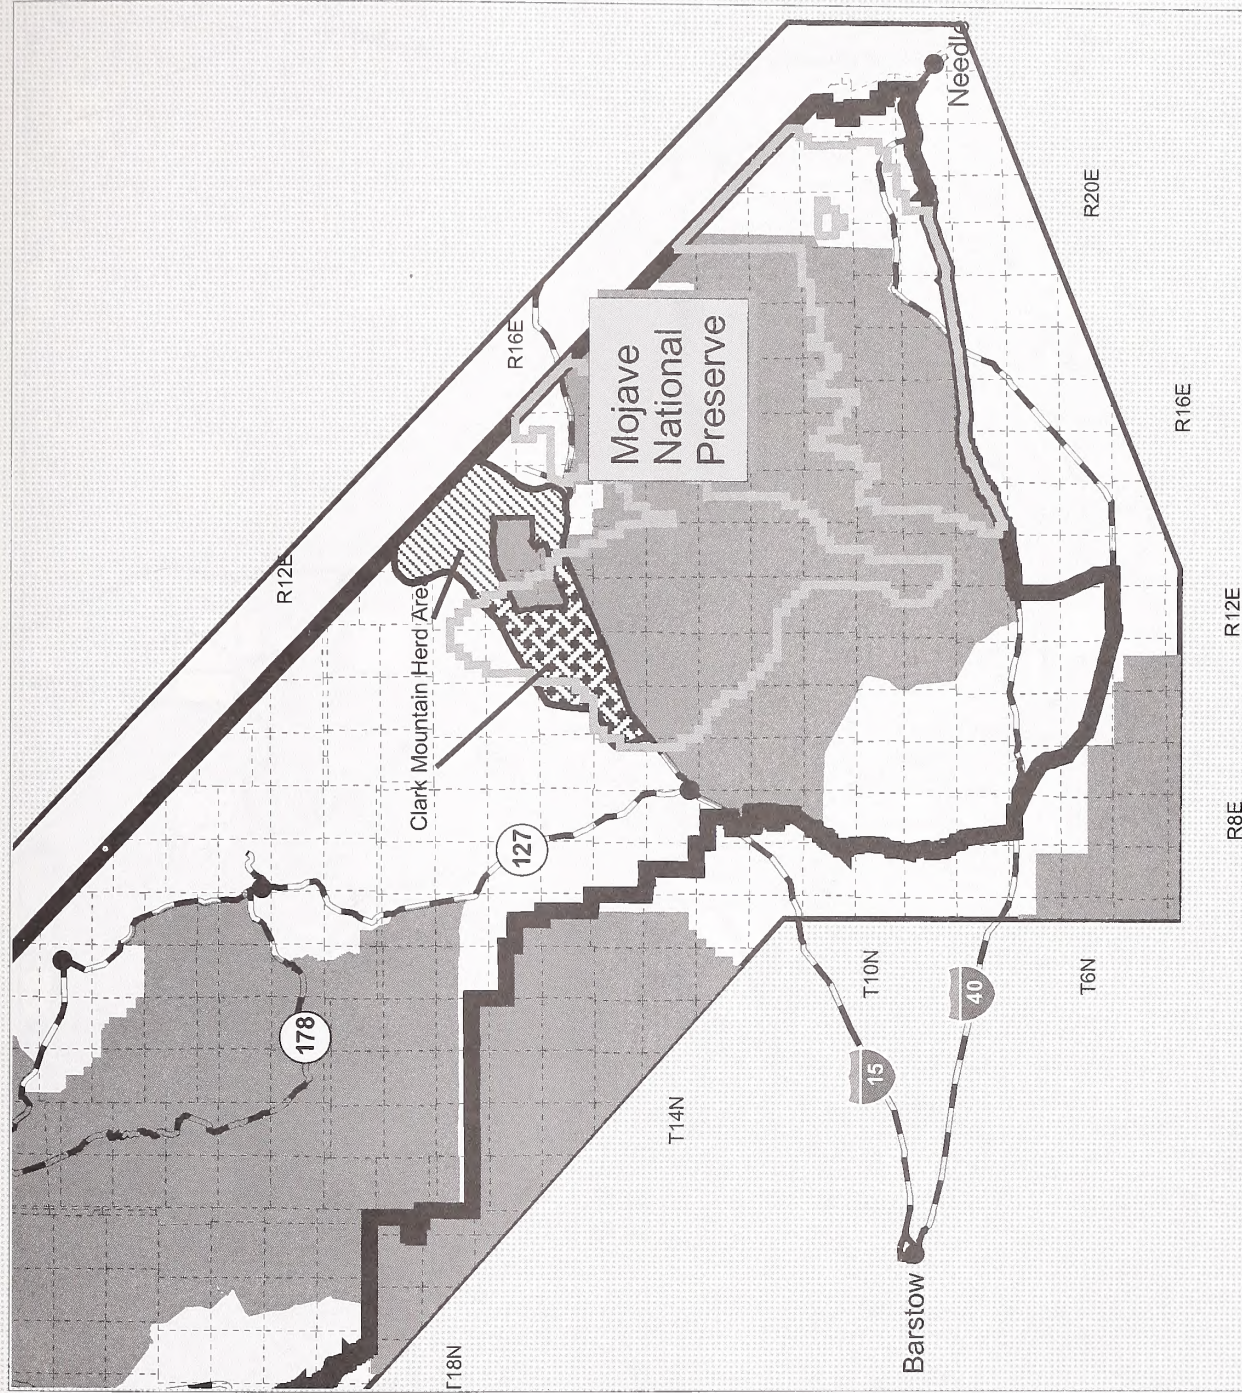 Needle
R20E
R16E
R16E
Mojave
National
Preserve
R12E
Clark Mountain Herd Are
R12E
R8E
127
T10N
T6N
40
15
178
T14N
Barstow
T18N